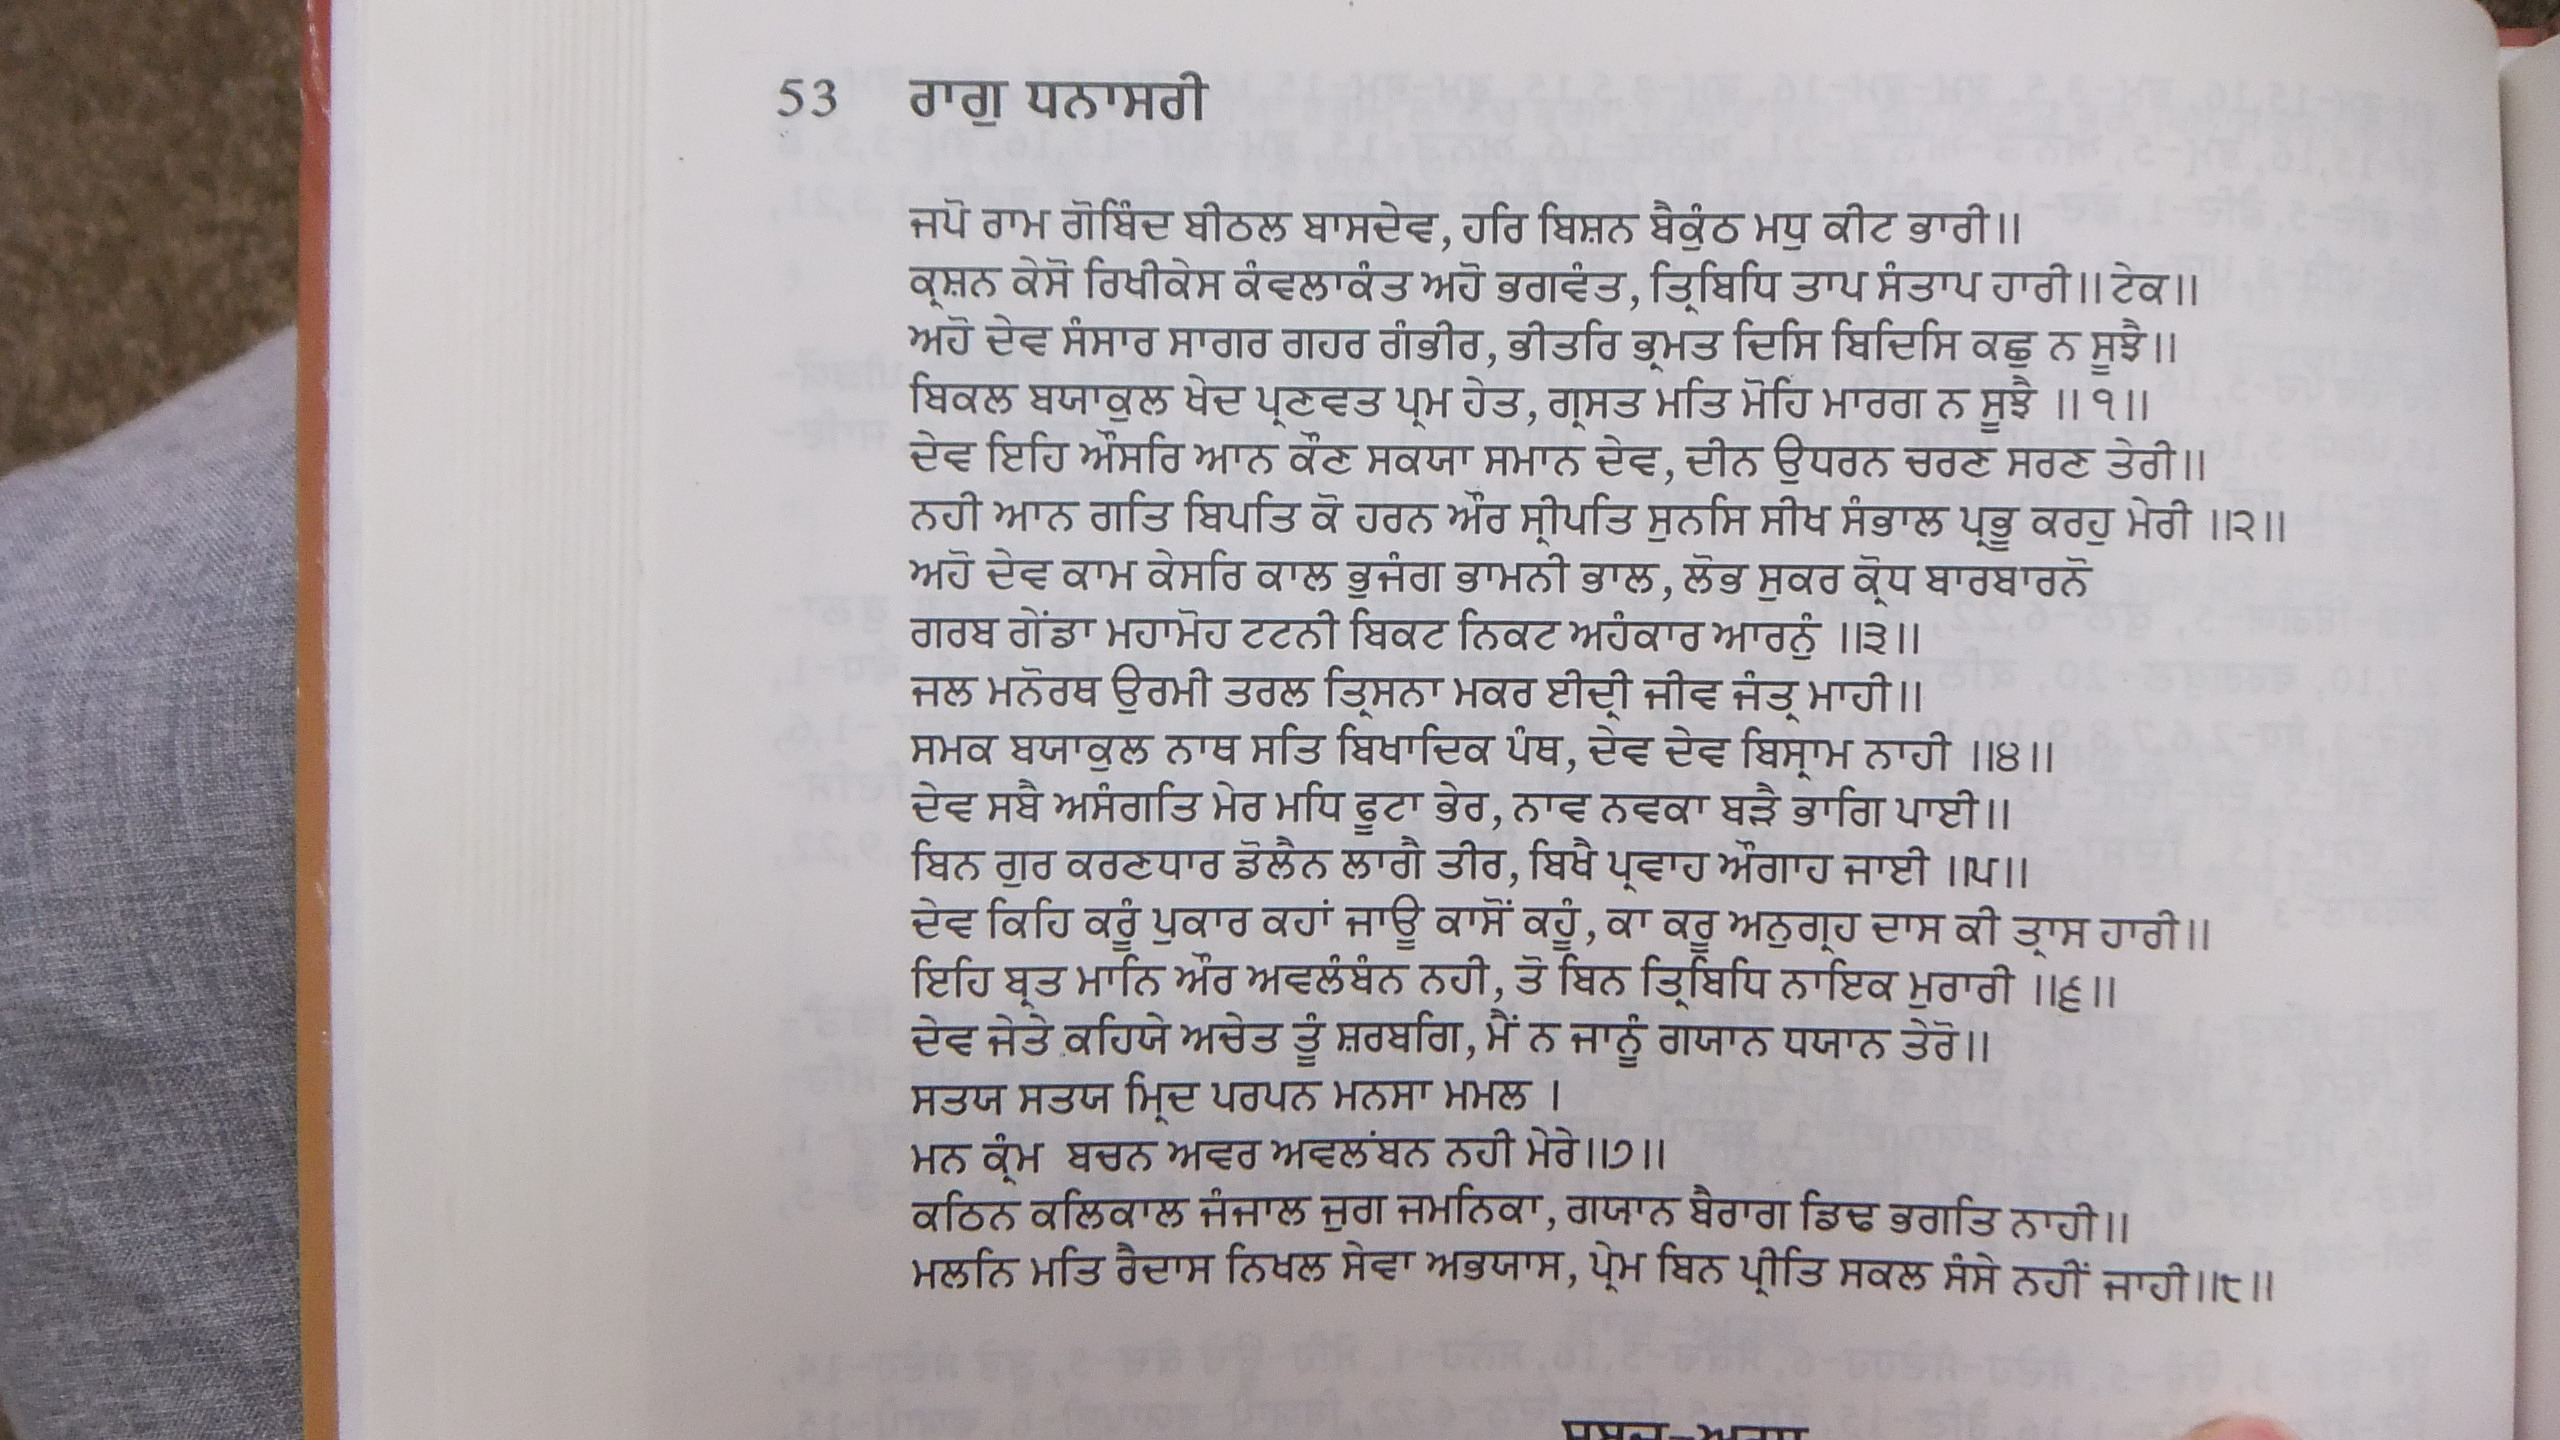 53 ਰਾਗੁ ਧਨਾਸਰੀ
ਜਪੋ ਰਾਮ ਗੋਬਿੰਦ ਬੀਠਲ ਬਾਸਦੇਵ, ਹਰਿ ਬਿਸ਼ਨ ਬੈਕੁੰਠ ਮਧੁ ਕੀਟ ਭਾਰੀ॥
ਕ੍ਰਸ਼ਨ ਕੇਸੋ ਰਿਖੀਕੇਸ ਕੰਵਲਾਕੰਤ ਅਹੋ ਭਗਵੰਤ, ਤ੍ਰਿਬਿਧਿ ਤਾਪ ਸੰਤਾਪ ਹਾਰੀ॥ ਟੇਕ॥
ਅਹੋ ਦੇਵ ਸੰਸਾਰ ਸਾਗਰ ਗਹਰ ਗੰਭੀਰ, ਭੀਤਰਿ ਭ੍ਰਮਤ ਦਿਸਿ ਬਿਦਿਸਿ ਕਛੁ ਨ ਸੂਝੈ॥
ਬਿਕਲ ਬਯਾਕੁਲ ਖੇਦ ਪ੍ਰਣਵਤ ਪ੍ਰਮ ਹੇਤ, ਗ੍ਰਸਤ ਮਤਿ ਮੋਹਿ ਮਾਰਗ ਨ ਸੂਝੈ ॥੧॥
ਦੇਵ ਇਹਿ ਔਸਰਿ ਆਨ ਕੌਣ ਸਕਯਾ ਸਮਾਨ ਦੇਵ, ਦੀਨ ਉਧਰਨ ਚਰਣ ਸਰਣ ਤੇਰੀ॥
ਨਹੀ ਆਨ ਗਤਿ ਬਿਪਤਿ ਕੋ ਹਰਨ ਔਰ ਸ੍ਰੀਪਤਿ ਸੁਨਸਿ ਸੀਖ ਸੰਭਾਲ ਪ੍ਰਭੂ ਕਰਹੁ ਮੇਰੀ ॥੨॥
ਅਹੋ ਦੇਵ ਕਾਮ ਕੇਸਰਿ ਕਾਲ ਭੁਜੰਗ ਭਾਮਨੀ ਭਾਲ, ਲੋਭ ਸੁਕਰ ਕ੍ਰੋਧ ਬਾਰਬਾਰਨੋ
ਗਰਬ ਗੇਂਡਾ ਮਹਾਮੋਹ ਟਟਨੀ ਬਿਕਟ ਨਿਕਟ ਅਹੰਕਾਰ ਆਰਨੁੰ ॥੩॥
ਜਲ ਮਨੋਰਥ ਉਰਮੀ ਤਰਲ ਤ੍ਰਿਸਨਾ ਮਕਰ ਈਦ੍ਰੀ ਜੀਵ ਜੰਤ੍ਰ ਮਾਹੀ॥
ਸਮਕ ਬਯਾਕੁਲ ਨਾਥ ਸਤਿ ਬਿਖਾਦਿਕ ਪੰਥ, ਦੇਵ ਦੇਵ ਬਿਸ੍ਰਾਮ ਨਾਹੀ ॥੪॥
ਦੇਵ ਸਬੈ ਅਸੰਗਤਿ ਮੇਰ ਮਧਿ ਫੂਟਾ ਭੇਰ, ਨਾਵ ਨਵਕਾ ਬੜੈ ਭਾਗਿ ਪਾਈ॥
ਬਿਨ ਗੁਰ ਕਰਣਧਾਰ ਡੋਲੈਨ ਲਾਗੈ ਤੀਰ, ਬਿਖੈ ਪ੍ਰਵਾਹ ਔਗਾਹ ਜਾਈ ॥੫॥
ਦੇਵ ਕਿਹਿ ਕਰੂੰ ਪੁਕਾਰ ਕਹਾਂ ਜਾਊ ਕਾਸੋਂ ਕਹੂੰ, ਕਾ ਕਰੂ ਅਨੁਗ੍ਰਹ ਦਾਸ ਕੀ ਤ੍ਰਾਸ ਹਾਰੀ॥
ਇਹਿ ਬ੍ਰਤ ਮਾਨਿ ਔਰ ਅਵਲੰਬੰਨ ਨਹੀ, ਤੋ ਬਿਨ ਤ੍ਰਿਬਿਧਿ ਨਾਇਕ ਮੁਰਾਰੀ ॥੬॥
ਦੇਵ ਜੇਤੇ ਕਹਿਯੇ ਅਚੇਤ ਤੂੰ ਸ਼ਰਬਗਿ, ਮੈਂ ਨ ਜਾਨੂੰ ਗਯਾਨ ਧਯਾਨ ਤੇਰੋ॥
ਸਤਯ ਸਤਯ ਮ੍ਰਿਦ ਪਰਪਨ ਮਨਸਾ ਮਮਲ ।
ਮਨ ਕ੍ਰੰਮ ਬਚਨ ਅਵਰ ਅਵਲੰਬਨ ਨਹੀ ਮੇਰੇ॥੭॥
ਕਠਿਨ ਕਲਿਕਾਲ ਜੰਜਾਲ ਜੁਗ ਜਮਨਿਕਾ, ਗਯਾਨ ਬੈਰਾਗ ਡਿਢ ਭਗਤਿ ਨਾਹੀ॥
ਮਲਨਿ ਮਤਿ ਰੈਦਾਸ ਨਿਖਲ ਸੇਵਾ ਅਭਯਾਸ, ਪ੍ਰੇਮ ਬਿਨ ਪ੍ਰੀਤਿ ਸਕਲ ਸੰਸੇ ਨਹੀਂ ਜਾਹੀ॥੮॥